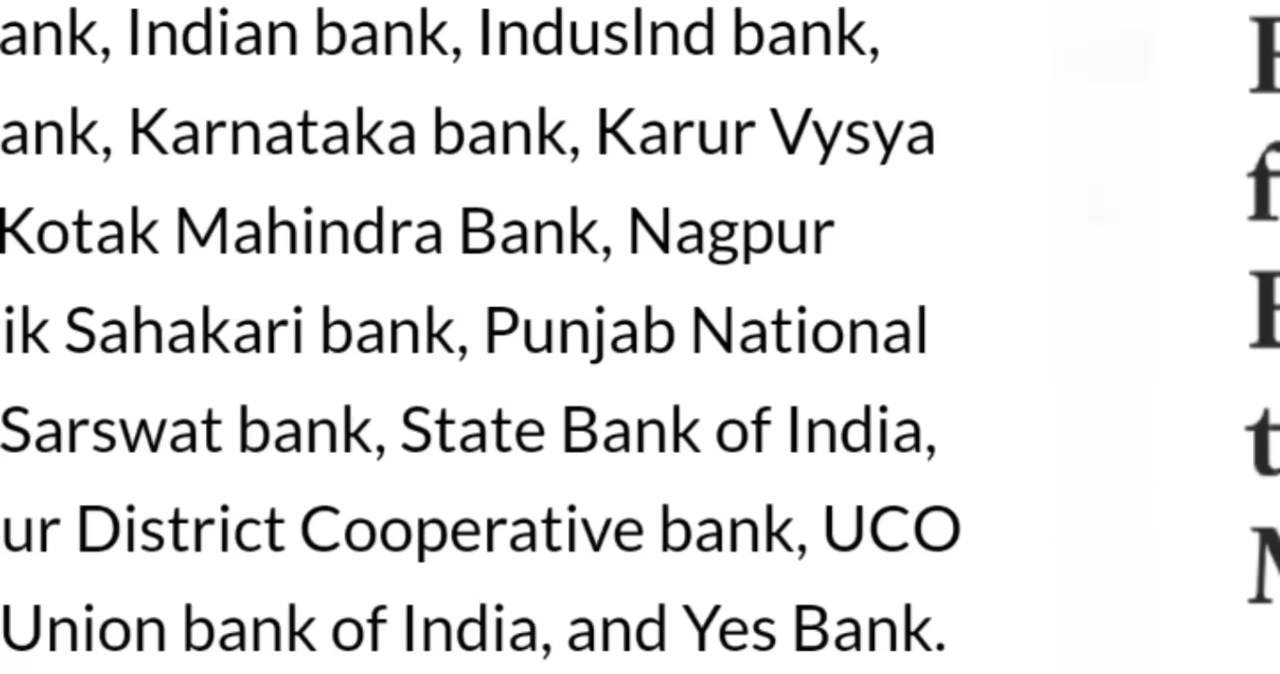 ank, Indian bank, IndusInd bank,
ank, Karnataka bank, Karur Vysya
Kotak Mahindra Bank, Nagpur
ik Sahakari bank, Punjab National
Sarswat bank, State Bank of India,
ur District Cooperative bank, UCO
Union bank of India, and Yes Bank.